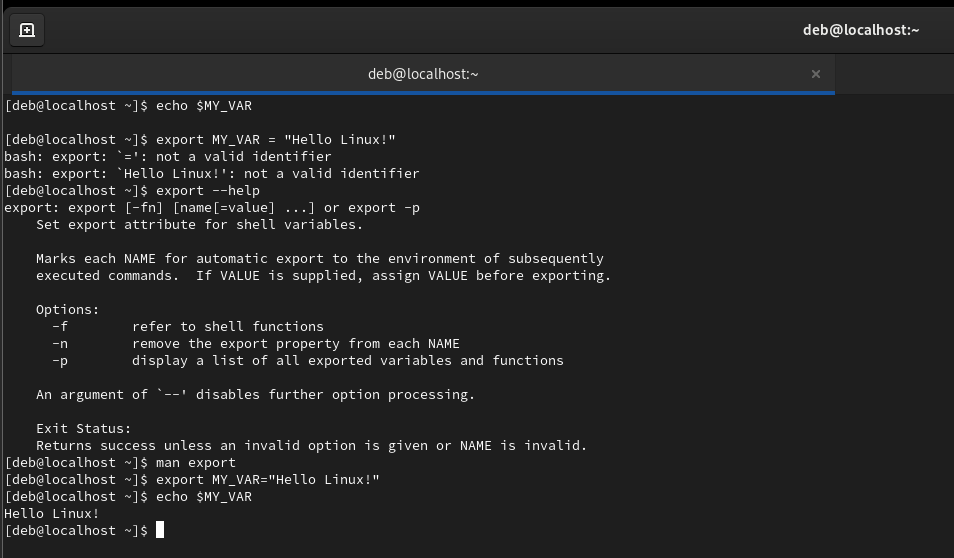 deb@localhost:~
deb@localhost:~ ×
[deb@localhost ~]$ echo $MY_VAR
[deb@localhost ~]$ export MY_VAR = "Hello Linux!"
bash: export: `=': not a valid identifier
bash: export: `Hello Linux!': not a valid identifier
[deb@localhost ~]$ export --help
export: export [-fn] [name[=value] ...] or export -p
    Set export attribute for shell variables.

    Marks each NAME for automatic export to the environment of subsequently
    executed commands.  If VALUE is supplied, assign VALUE before exporting.

    Options:
      -f        refer to shell functions
      -n        remove the export property from each NAME
      -p        display a list of all exported variables and functions

    An argument of `--' disables further option processing.

    Exit Status:
    Returns success unless an invalid option is given or NAME is invalid.
[deb@localhost ~]$ man export
[deb@localhost ~]$ export MY_VAR="Hello Linux!"
[deb@localhost ~]$ echo $MY_VAR
Hello Linux!
[deb@localhost ~]$